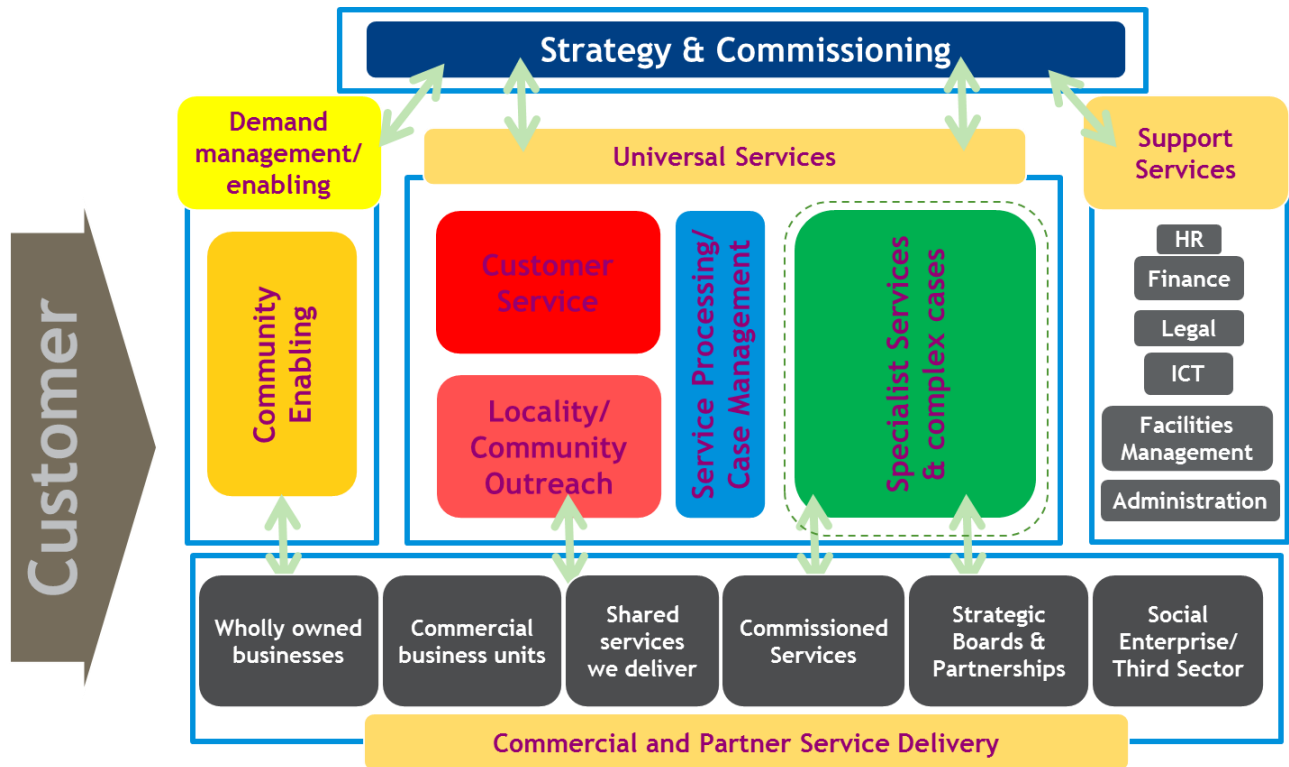 Strategy & Commissioning
Demand
management/
enabling
Universal Services
Support
Services
Customer
Community
Enabling
Customer
Service
Locality/
Community
Outreach
Service Processing/
Case Management
Specialist Services
& complex cases
HR
Finance
Legal
ICT
Facilities
Management
Administration
Wholly owned
businesses
Commercial
business units
Shared
services
we deliver
Commissioned
Services
Strategic
Boards &
Partnerships
Social
Enterprise/
Third Sector
Commercial and Partner Service Delivery